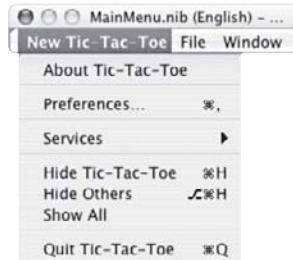 MainMenu.nib (English) – ...
New Tic-Tac-Toe File Window
About Tic-Tac-Toe
Preferences... ⌘,
Services ▶
Hide Tic-Tac-Toe ⌘H
Hide Others ⌥⌘H
Show All
Quit Tic-Tac-Toe ⌘Q